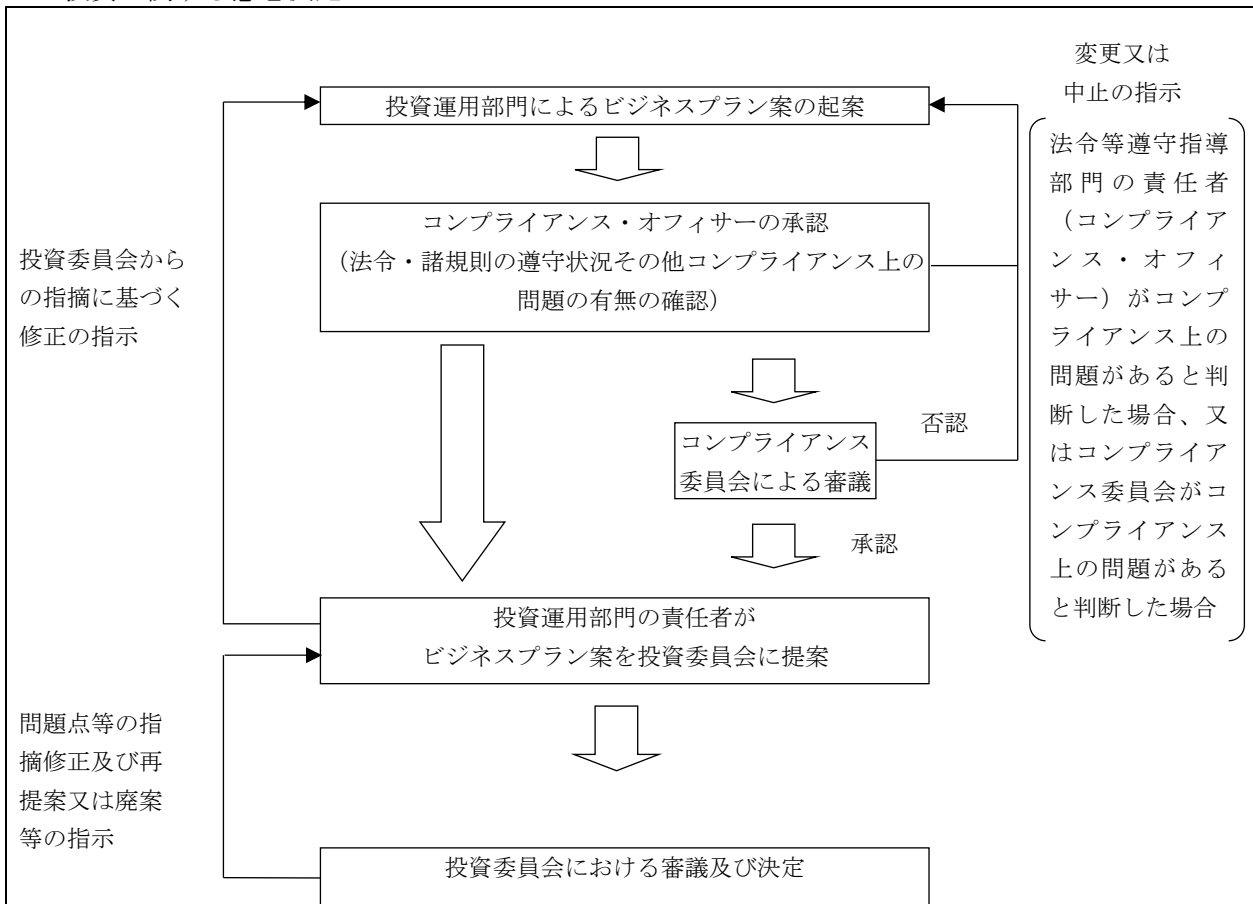 変更又は
中止の指示
投資運用部門によるビジネスプラン案の起案
法令等遵守指導
部門の責任者
（コンプライア
ンス・オフィ
サー）がコンプ
ライアンス上の
問題があると判
断した場合、又
はコンプライア
ンス委員会がコ
ンプライアンス
上の問題がある
と判断した場合
コンプライアンス・オフィサーの承認
（法令・諸規則の遵守状況その他コンプライアンス上の
問題の有無の確認）
投資委員会から
の指摘に基づく
修正の指示
否認
コンプライアンス
委員会による審議
承認
投資運用部門の責任者が
ビジネスプラン案を投資委員会に提案
問題点等の指
摘修正及び再
提案又は廃案
等の指示
投資委員会における審議及び決定